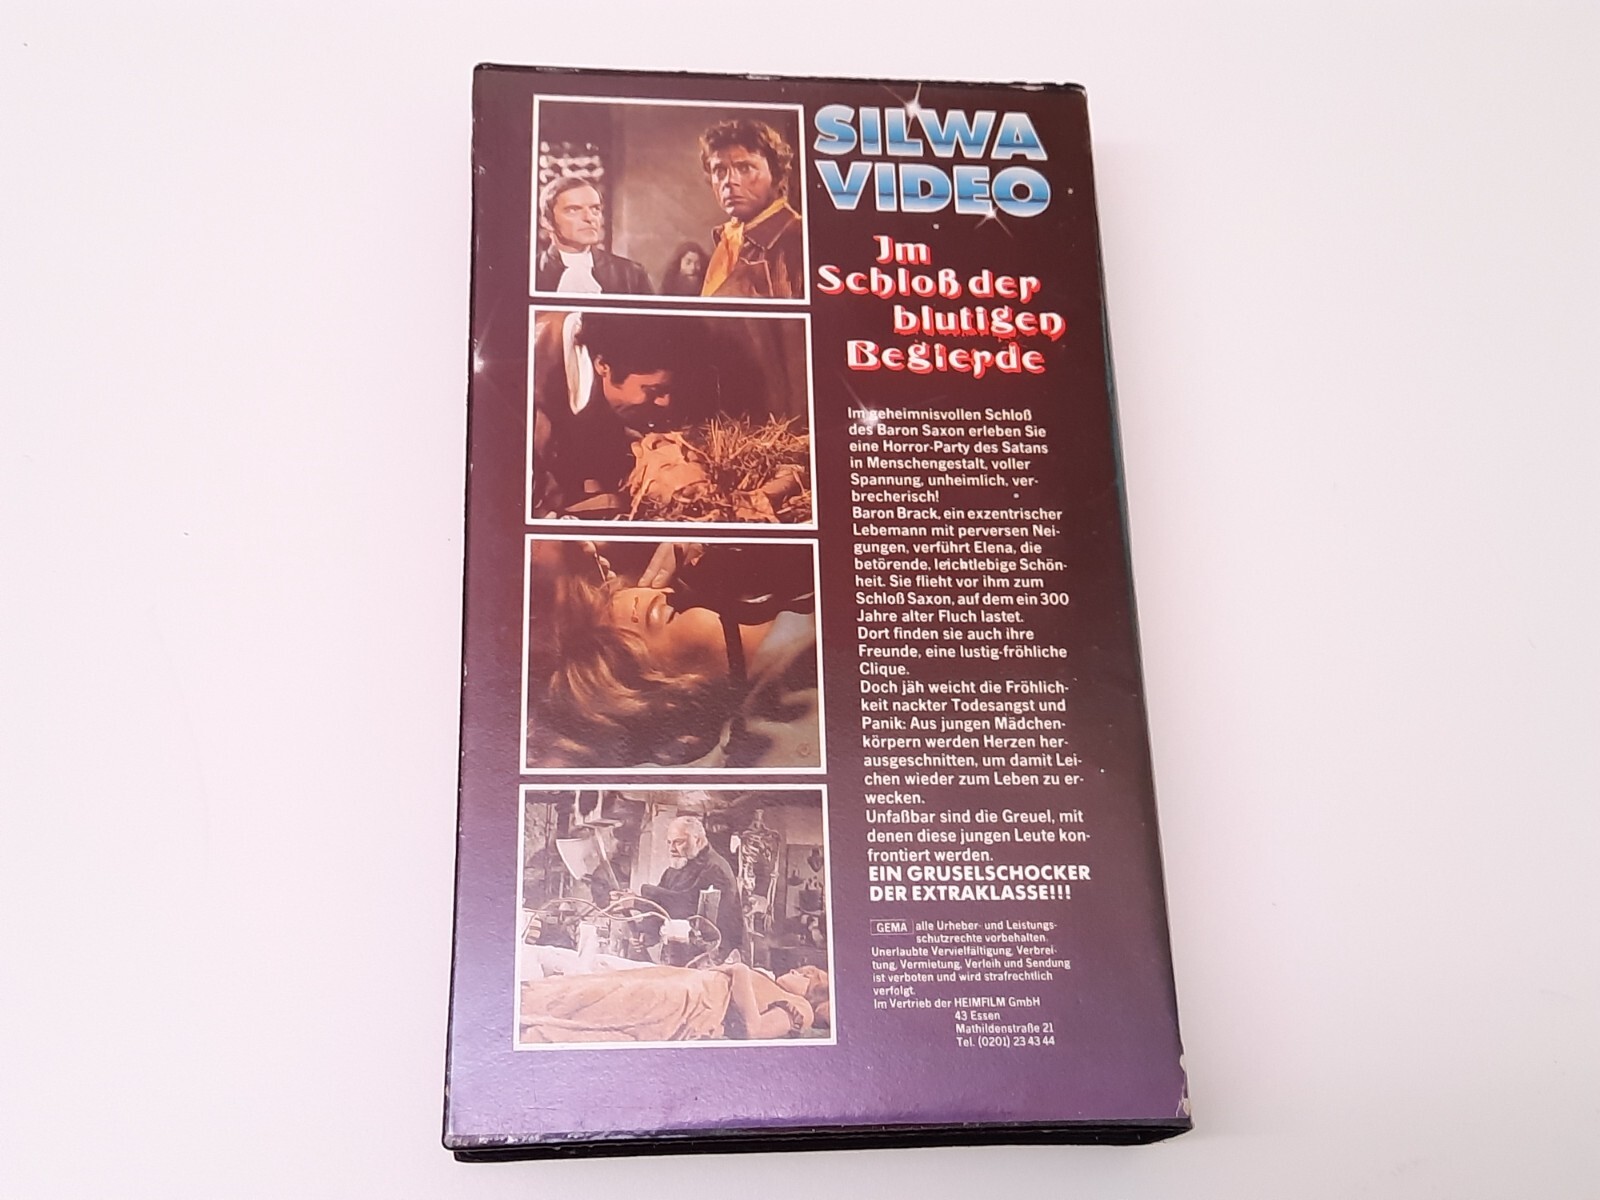 SILWA
VIDEO
Im
Schloß der
blutigen
Begierde
Im geheimnisvollen Schloß
des Baron Saxon erleben Sie
eine Horror-Party des Satans
in Menschengestalt, voller
Spannung, unheimlich, ver-
brecherisch!
Baron Brack, ein exzentrischer
Lebemann mit perversen Nei-
gungen, verführt Elena, die
betörende, leichtlebige Schön-
heit. Sie flieht vor ihm zum
Schloß Saxon, auf dem ein 300
Jahre alter Fluch lastet.
Dort finden sie auch ihre
Freunde, eine lustig-fröhliche
Clique.
Doch jäh weicht die Fröhlich-
keit nackter Todesangst und
Panik: Aus jungen Mädchen-
körpern werden Herzen her-
ausgeschnitten, um damit Lei-
chen wieder zum Leben zu er-
wecken.
Unfaßbar sind die Greuel, mit
denen diese jungen Leute kon-
frontiert werden.
EIN GRUSELSCHOCKER
DER EXTRAKLASSE!!!
GEMA alle Urheber- und Leistungs-
schutzrechte vorbehalten.
Unerlaubte Vervielfältigung, Verbrei-
tung, Vermietung, Verleih und Sendung
ist verboten und wird strafrechtlich
verfolgt.
Im Vertrieb der HEIMFILM GmbH
43 Essen
Mathildenstraße 21
Tel. (0201) 23 43 44